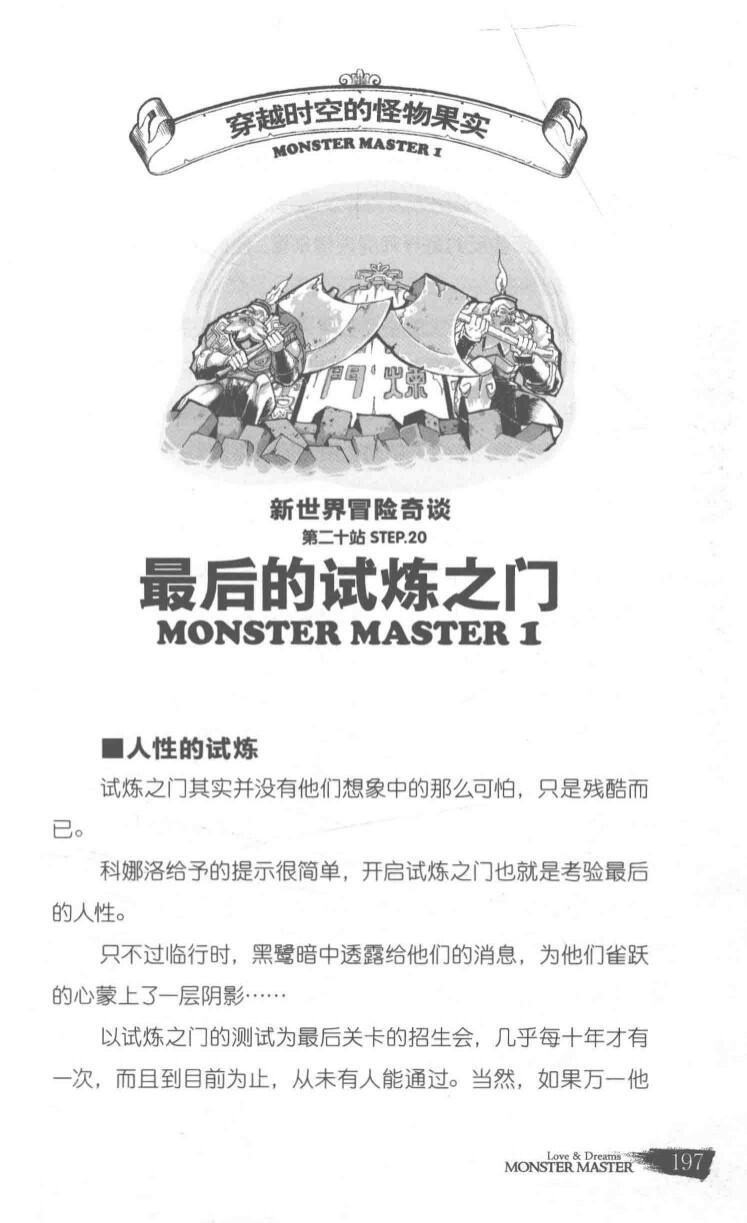 穿越时空的怪物果实
MONSTER MASTER 1
門煉
新世界冒险奇谈
第二十站 STEP.20
最后的试炼之门
MONSTER MASTER 1
■人性的试炼
试炼之门其实并没有他们想象中的那么可怕，只是残酷而
已。
科娜洛给予的提示很简单，开启试炼之门也就是考验最后
的人性。
只不过临行时，黑鹭暗中透露给他们的消息，为他们雀跃
的心蒙上了一层阴影……
以试炼之门的测试为最后关卡的招生会，几乎每十年才有
一次，而且到目前为止，从未有人能通过。当然，如果万一他
Love & Dreams
MONSTER MASTER
197